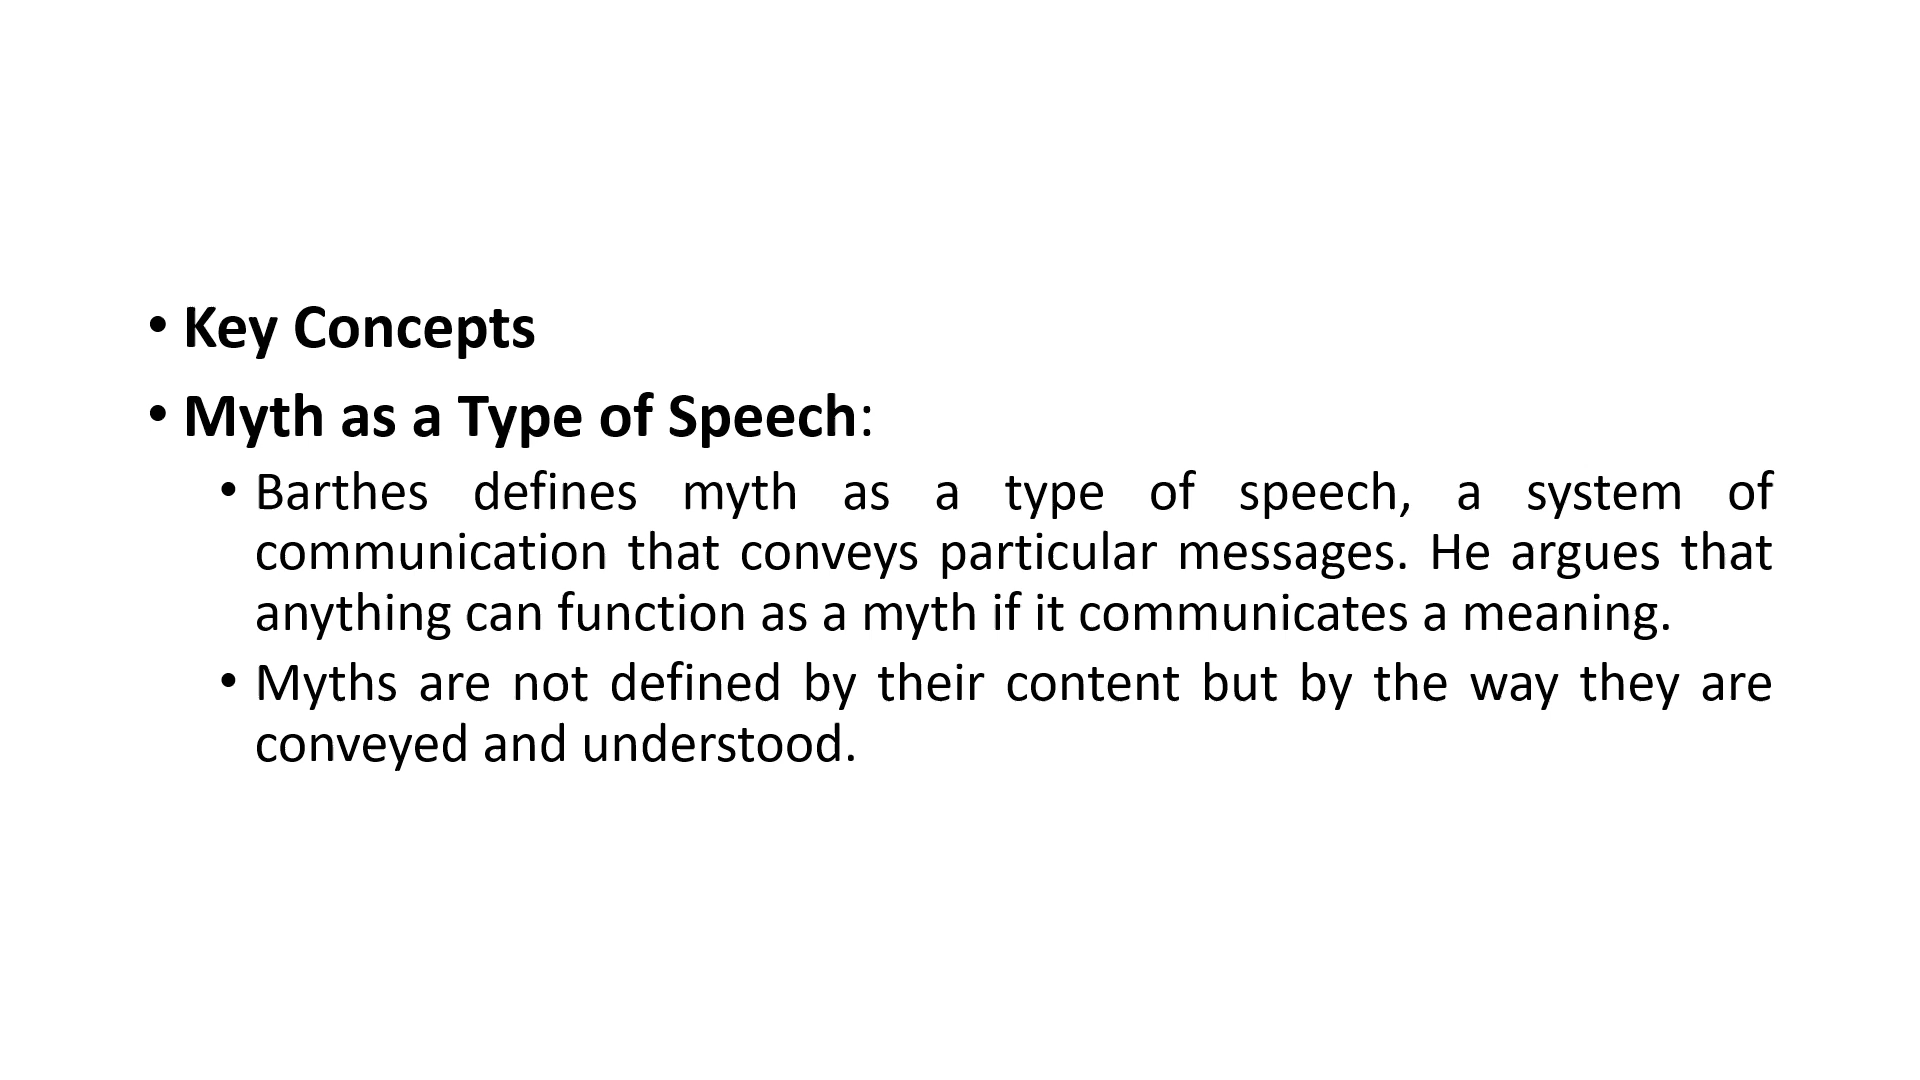 • Key Concepts
• Myth as a Type of Speech:
• Barthes defines myth as a type of speech, a system of
communication that conveys particular messages. He argues that
anything can function as a myth if it communicates a meaning.
• Myths are not defined by their content but by the way they are
conveyed and understood.